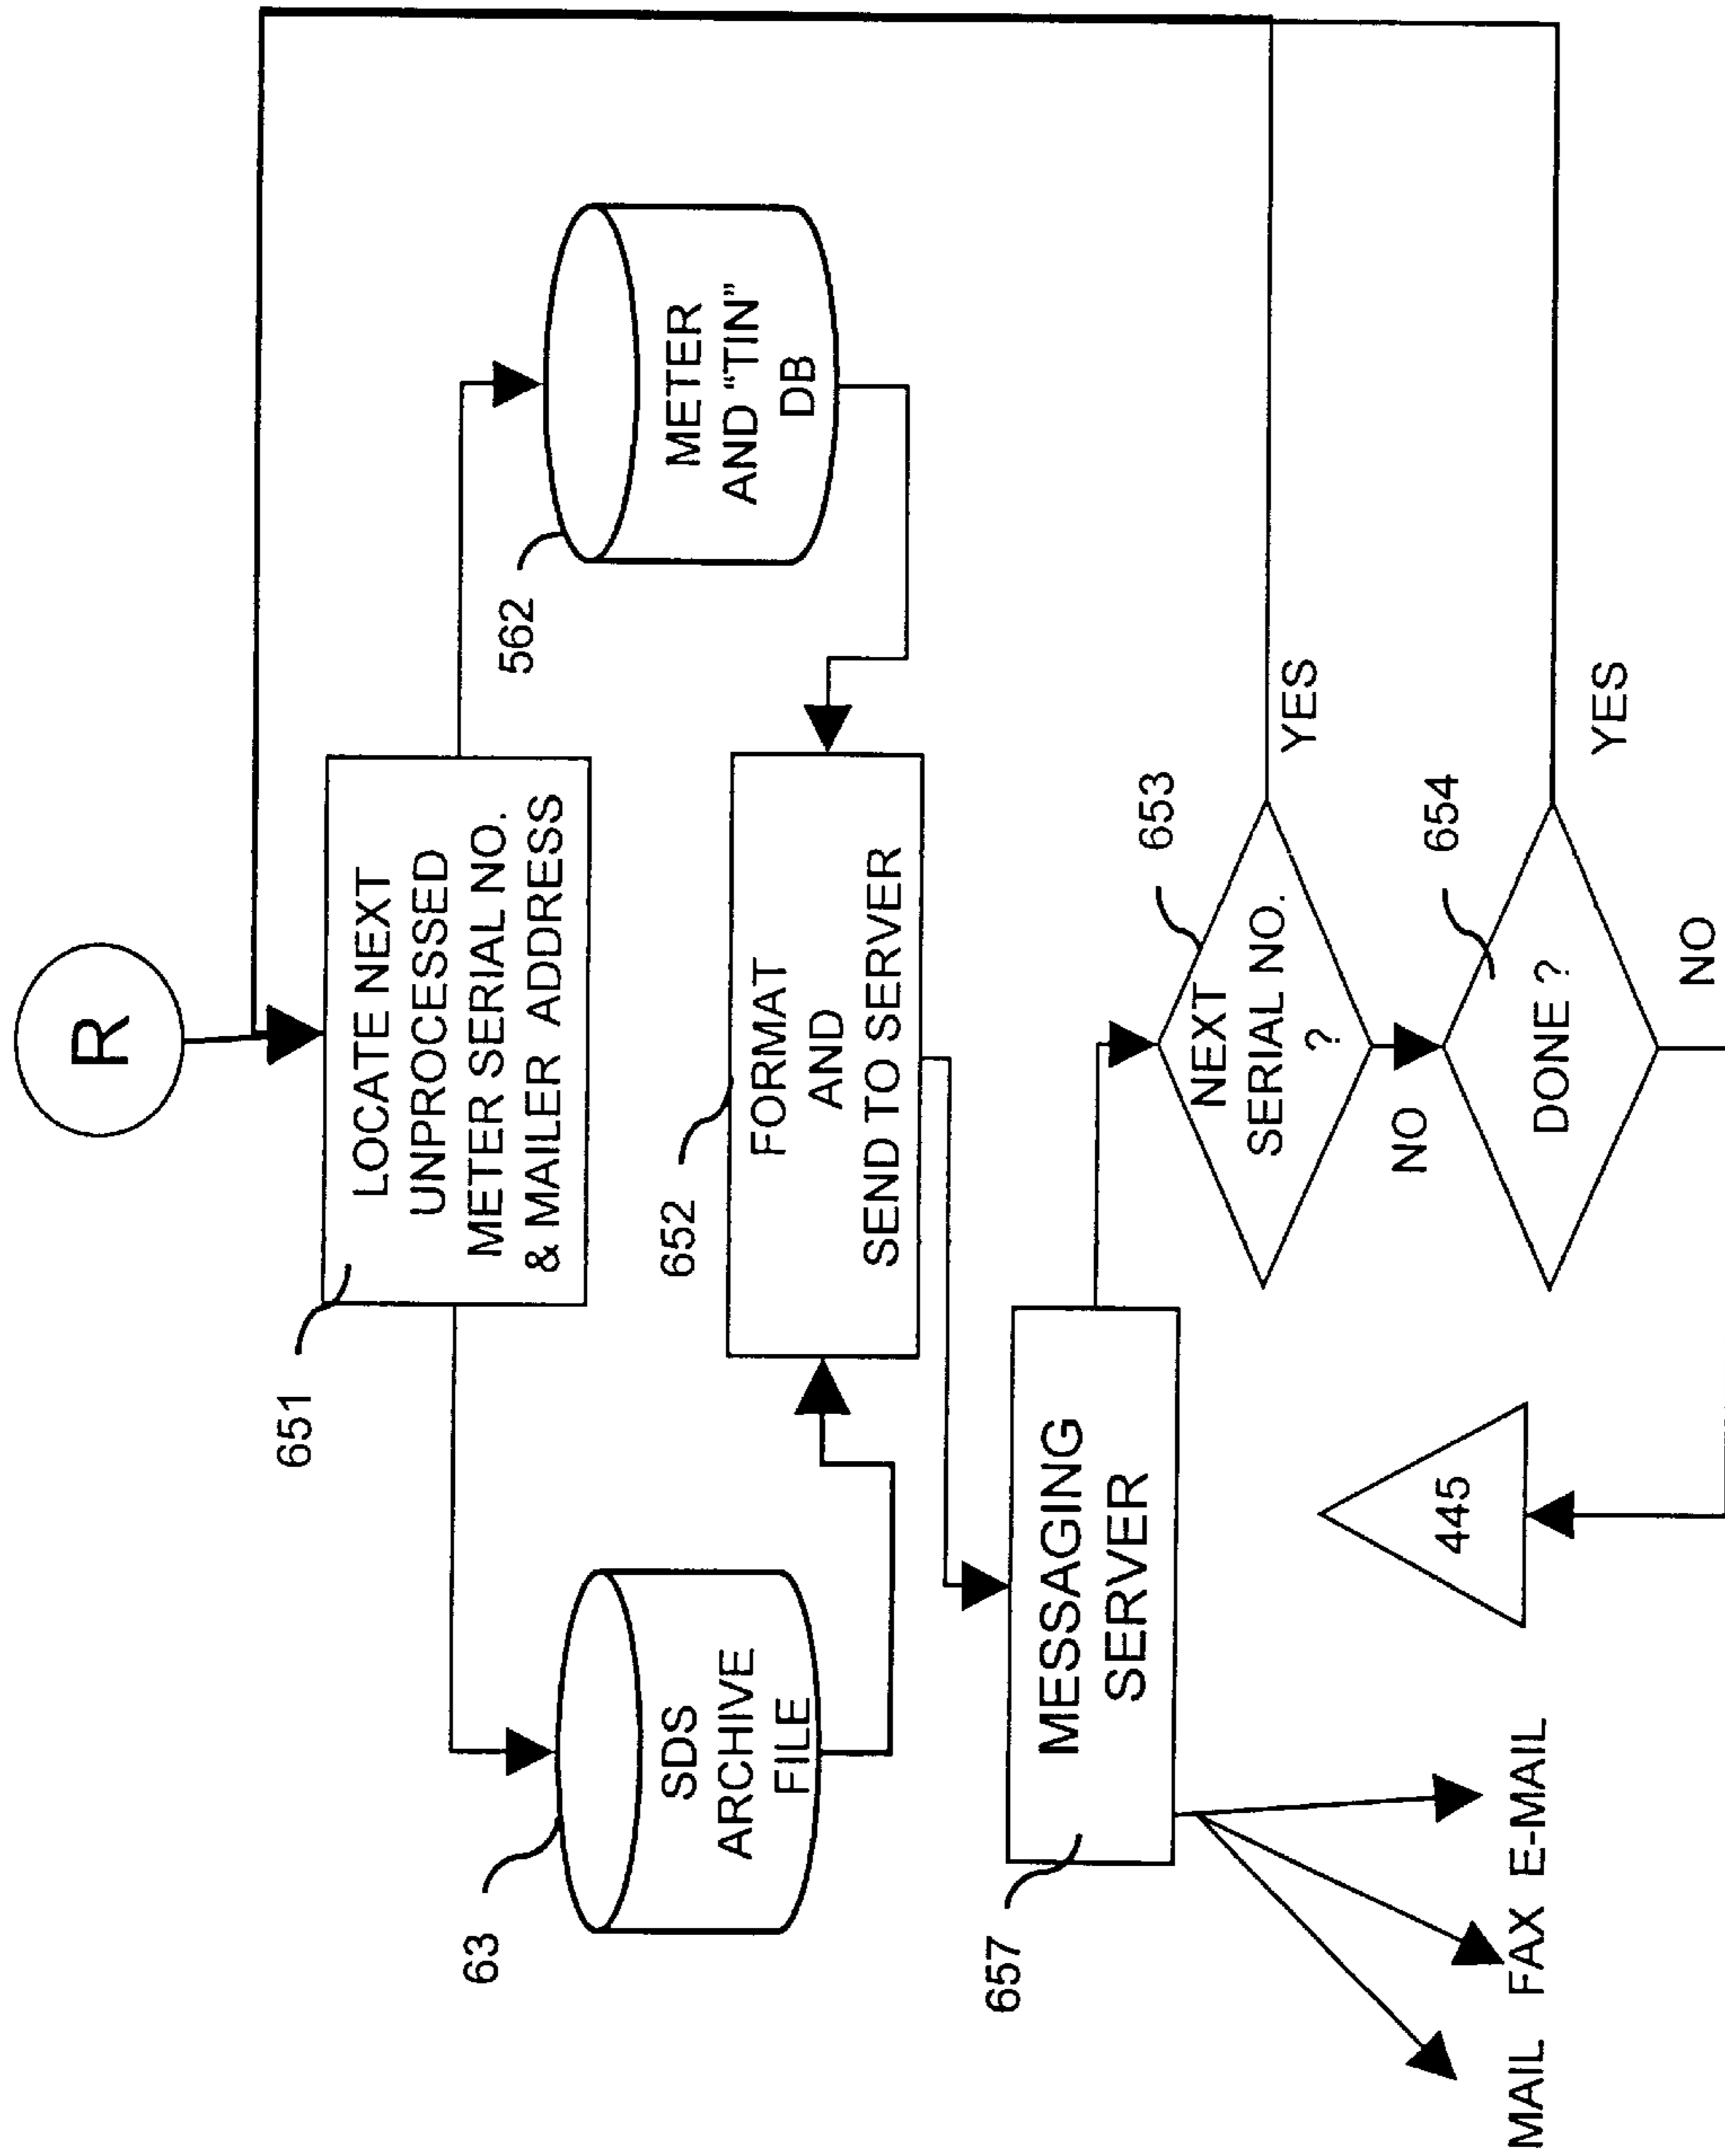 R
LOCATE NEXT
UNPROCESSED
METER SERIAL NO.
& MAILER ADDRESS
651
SDS
ARCHIVE
FILE
63
METER
AND "TIN"
DB
562
FORMAT
AND
SEND TO SERVER
652
MESSAGING
SERVER
657
MAIL FAX E-MAIL
NEXT
SERIAL NO.
?
653
YES
NO
DONE ?
654
YES
NO
445